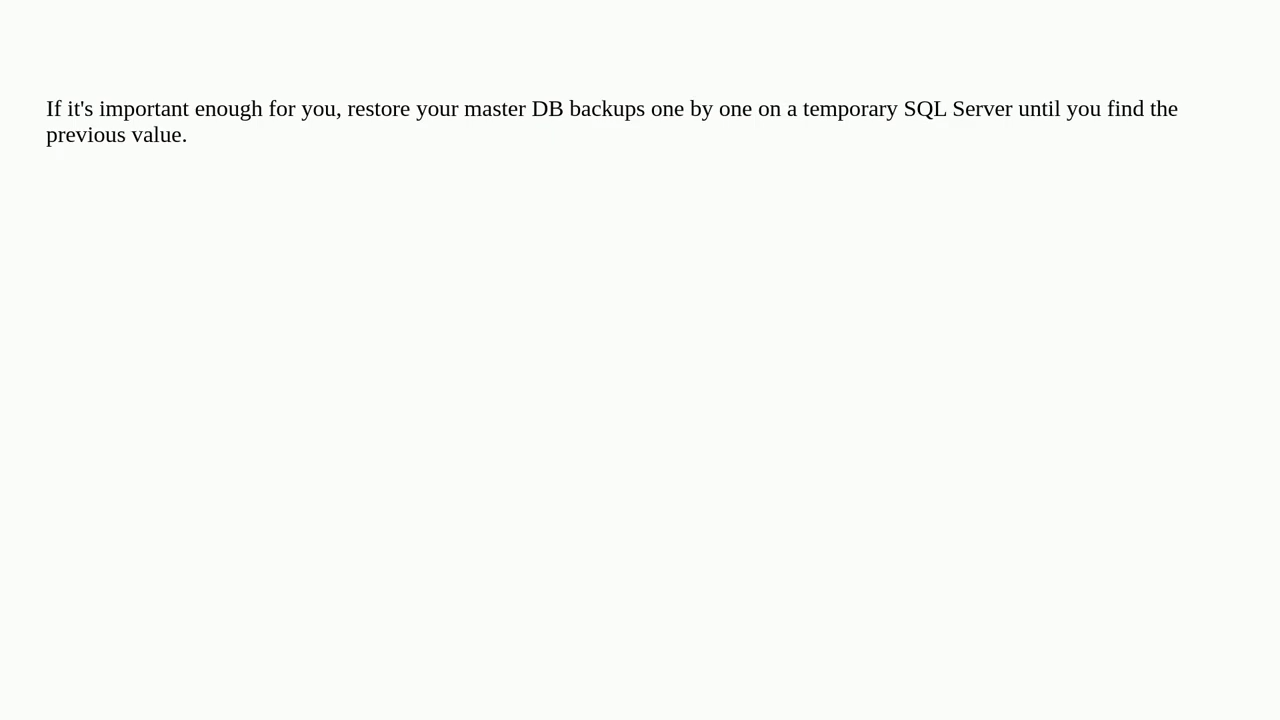 If it's important enough for you, restore your master DB backups one by one on a temporary SQL Server until you find the
previous value.